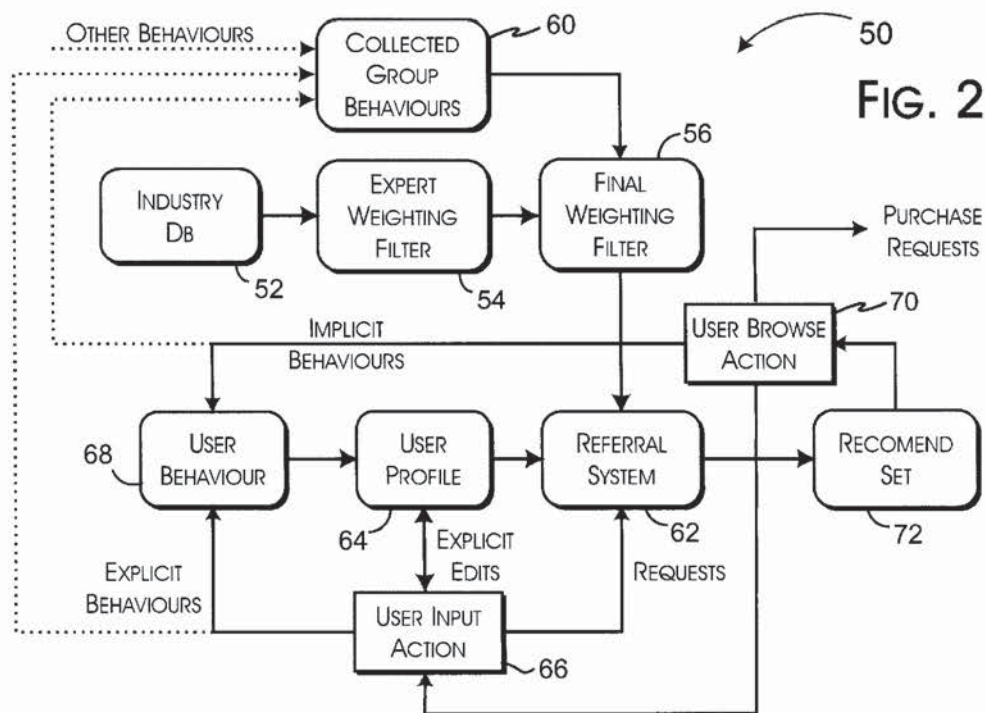 OTHER BEHAVIOURS
COLLECTED
GROUP
BEHAVIOURS
60
50
FIG. 2
INDUSTRY
DB
52
EXPERT
WEIGHTING
FILTER
54
FINAL
WEIGHTING
FILTER
56
PURCHASE
REQUESTS
IMPLICIT
BEHAVIOURS
USER BROWSE
ACTION
70
68
USER
BEHAVIOUR
USER
PROFILE
64
REFERRAL
SYSTEM
62
RECOMEND
SET
72
EXPLICIT
BEHAVIOURS
EXPLICIT
EDITS
REQUESTS
USER INPUT
ACTION
66